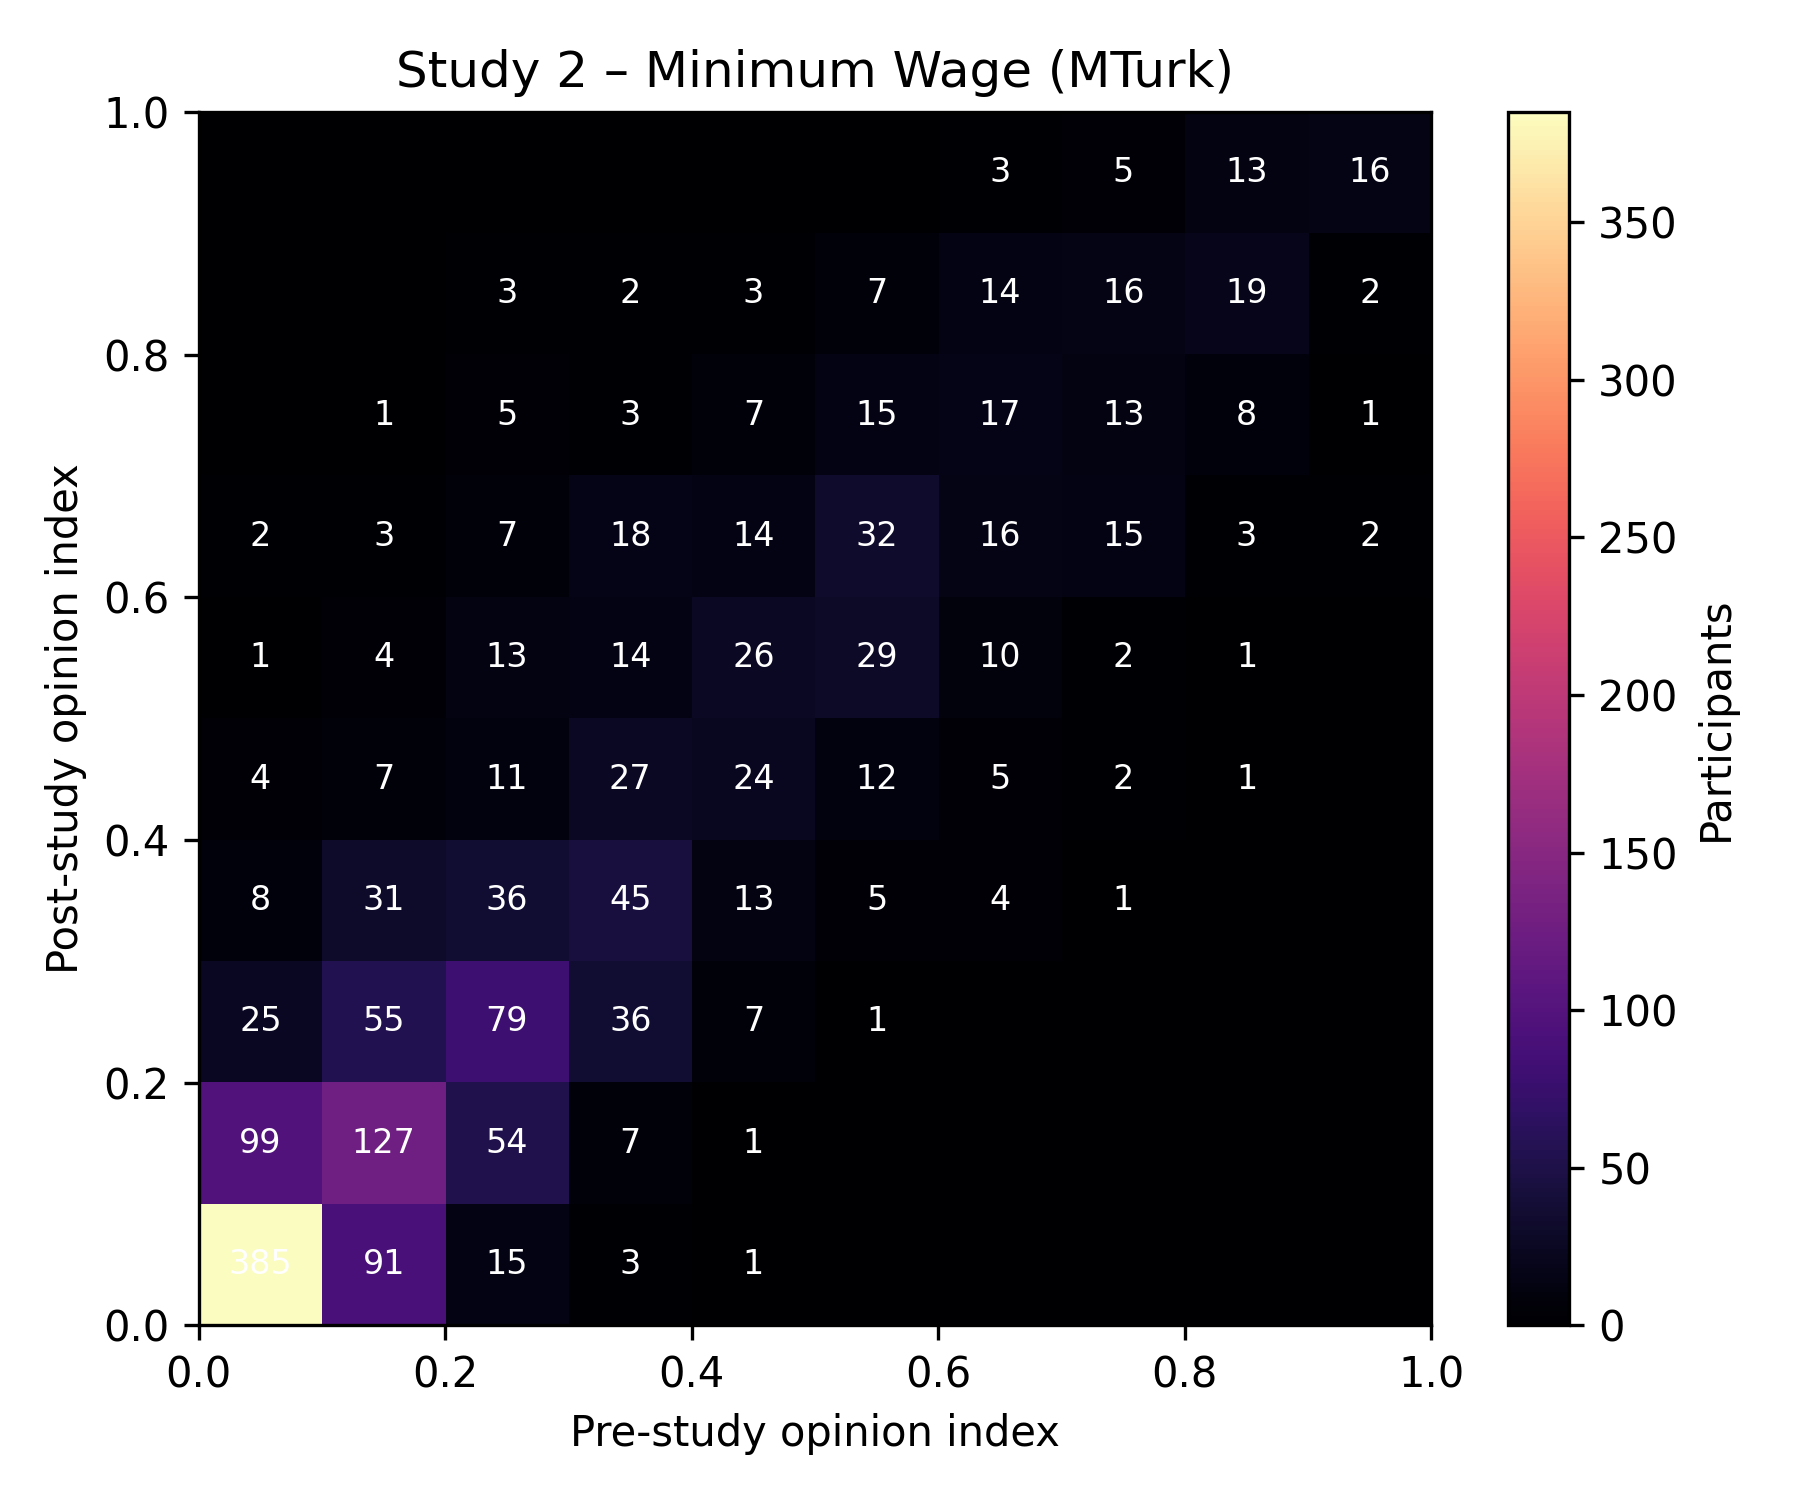 Study 2 – Minimum Wage (MTurk)
1.0
3 5 13 16
350
3 2 3 7 14 16 19 2
0.8
300
1 5 3 7 15 17 13 8 1
250
2 3 7 18 14 32 16 15 3 2
0.6
1 4 13 14 26 29 10 2 1
200
4 7 11 27 24 12 5 2 1
0.4
150
8 31 36 45 13 5 4 1
100
25 55 79 36 7 1
0.2
50
99 127 54 7 1
385 91 15 3 1
0.0
0
0.0 0.2 0.4 0.6 0.8 1.0
Pre-study opinion index
Post-study opinion index
Participants